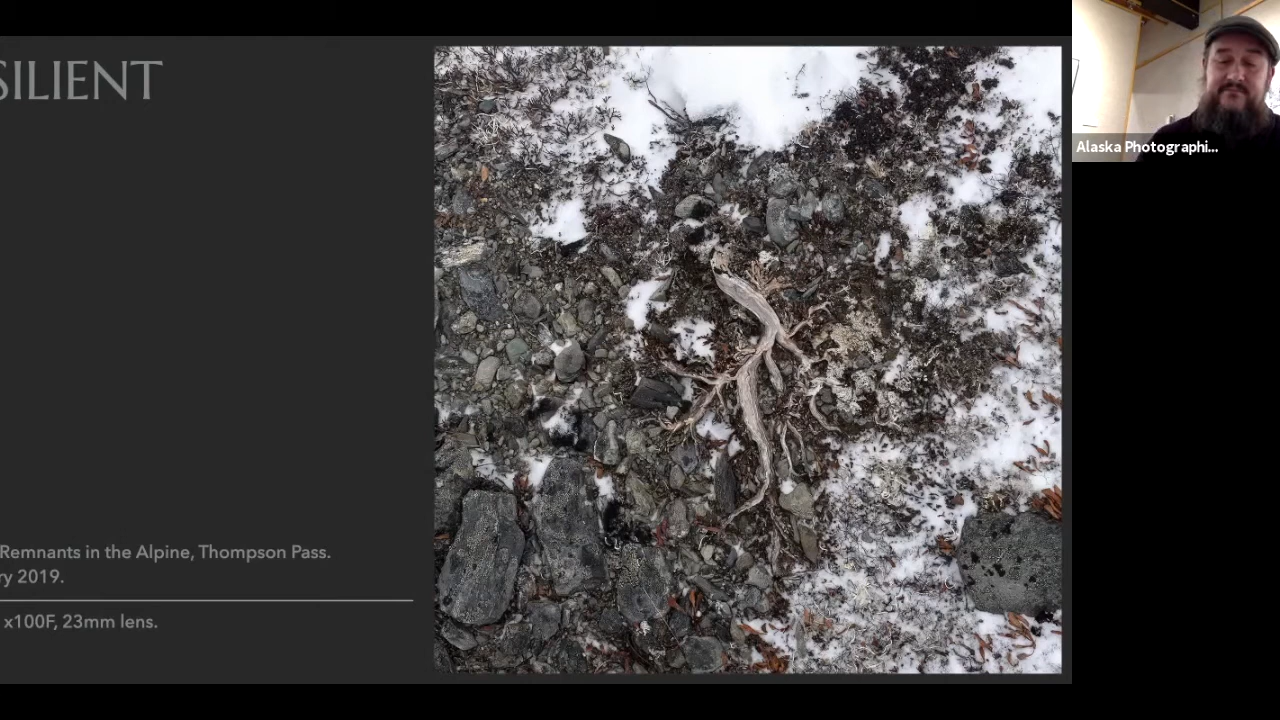 SILIENT
Remnants in the Alpine, Thompson Pass.
ry 2019.
x100F, 23mm lens.
Alaska Photographi...